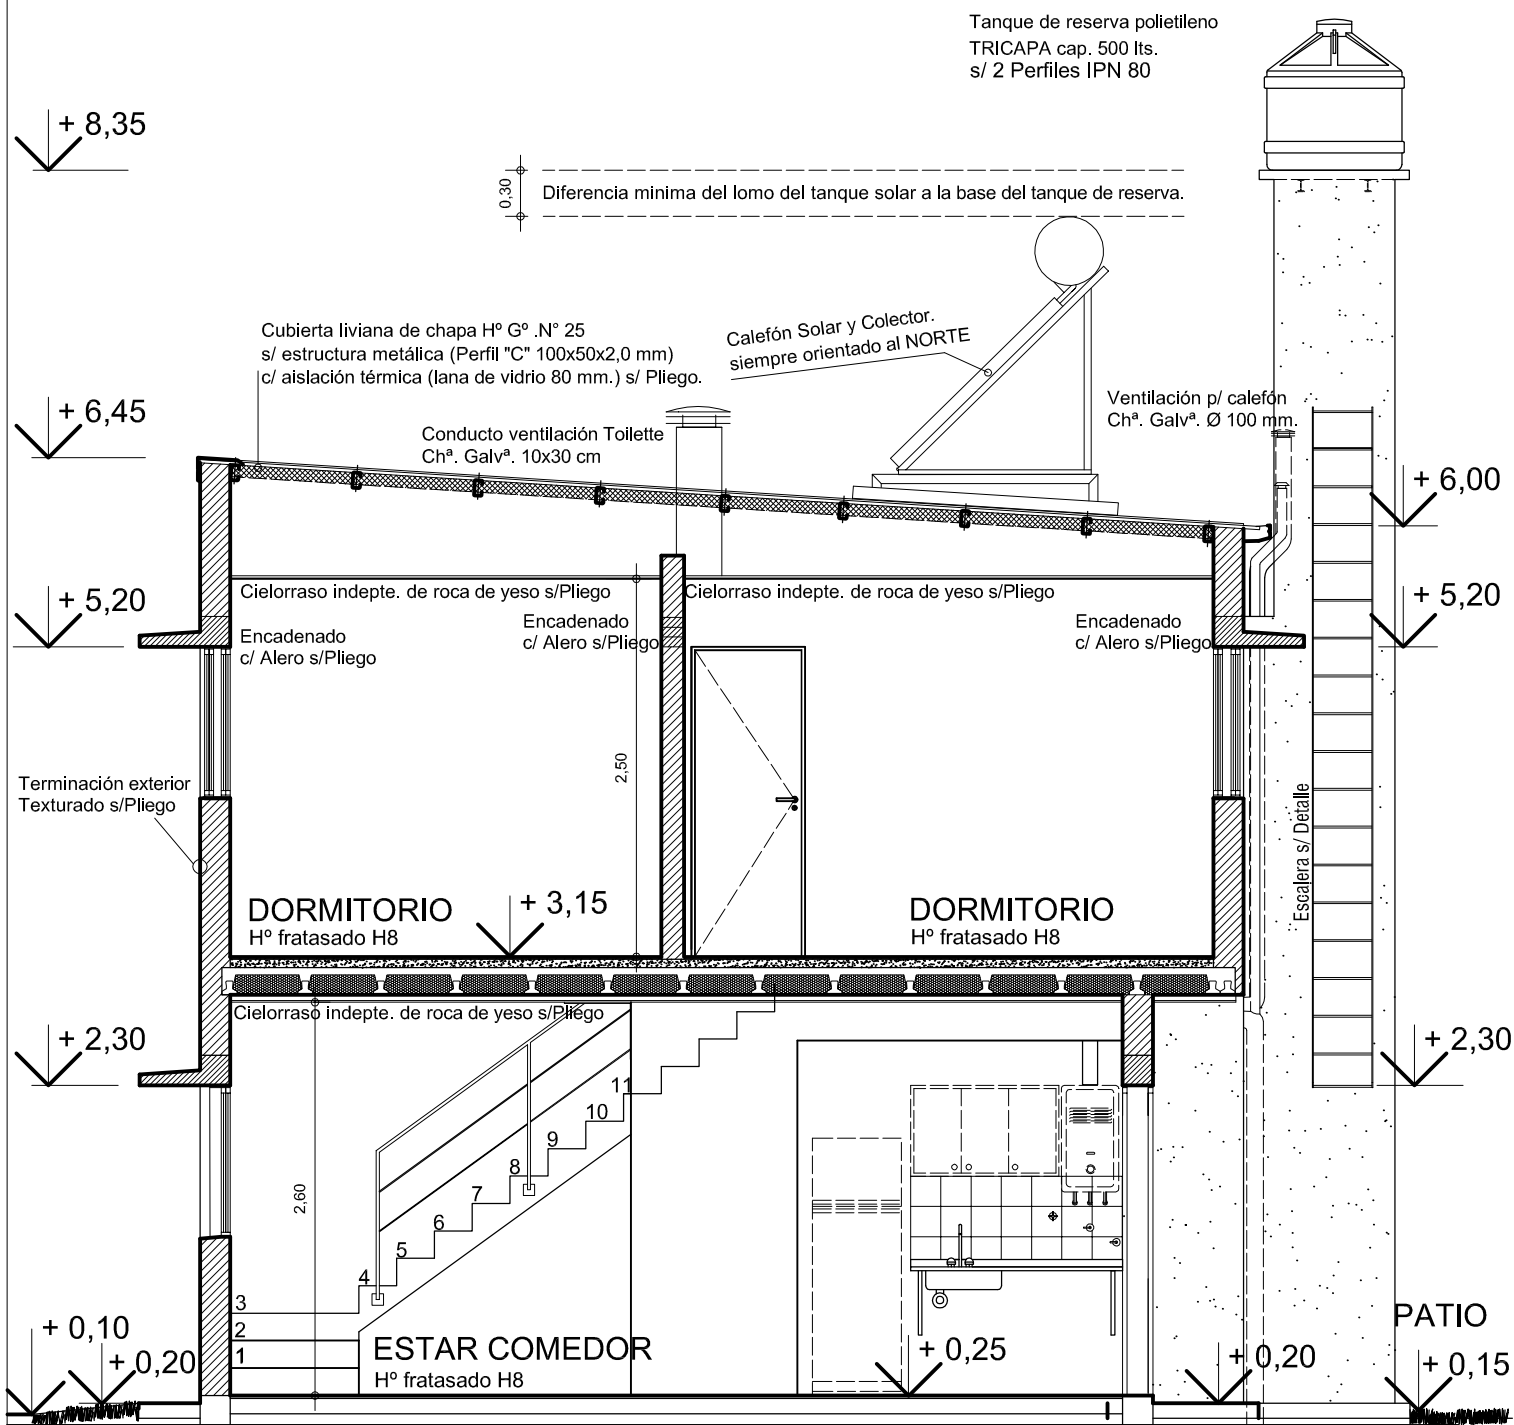 Tanque de reserva polietileno
TRICAPA cap. 500 lts.
s/ 2 Perfiles IPN 80
+ 8,35
0,30
Diferencia minima del lomo del tanque solar a la base del tanque de reserva.
Cubierta liviana de chapa Hº Gº .N° 25
s/ estructura metálica (Perfil "C" 100x50x2,0 mm)
c/ aislación térmica (lana de vidrio 80 mm.) s/ Pliego.
Calefón Solar y Colector.
siempre orientado al NORTE
+ 6,45
Conducto ventilación Toilette
Chª. Galvª. 10x30 cm
Ventilación p/ calefón
Chª. Galvª. Ø 100 mm.
+ 6,00
+ 5,20
Cielorraso indepte. de roca de yeso s/Pliego
Cielorraso indepte. de roca de yeso s/Pliego
+ 5,20
Encadenado
c/ Alero s/Pliego
Encadenado
c/ Alero s/Pliego
Encadenado
c/ Alero s/Pliego
2,50
Terminación exterior
Texturado s/Pliego
Escalera s/ Detalle
DORMITORIO
Hº fratasado H8
+ 3,15
DORMITORIO
Hº fratasado H8
Cielorraso indepte. de roca de yeso s/Pliego
+ 2,30
+ 2,30
11
10
9
8
7
6
5
4
3
2
1
2,60
ESTAR COMEDOR
Hº fratasado H8
+ 0,10
+ 0,20
+ 0,25
+ 0,20
PATIO
+ 0,15